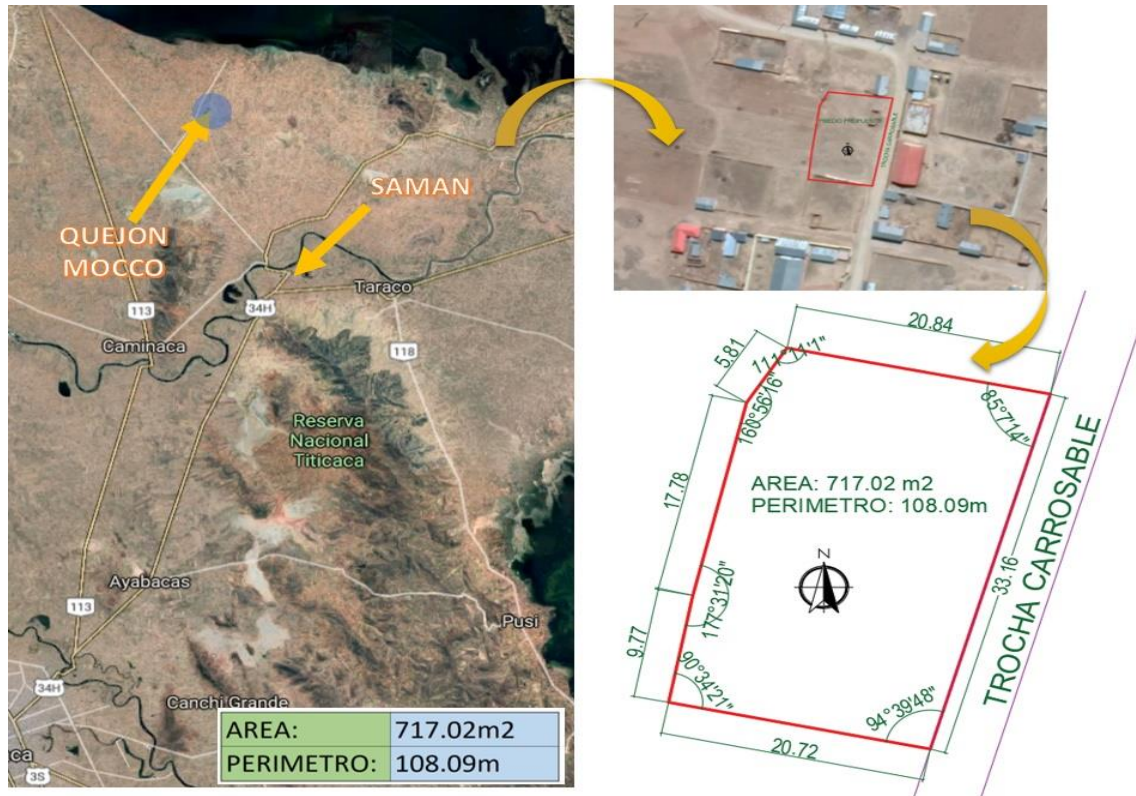 QUEJON
MOCCO
SAMAN
Taraco
113
34H
Caminaca
118
Reserva
Nacional
Titicaca
Ayabacas
113
Pusi
34H
Canchi Grande
ca
3S
AREA: 717.02m2
PERIMETRO: 108.09m
TROCHA CARROSABLE
20.84
5.81
160°56'16"
85°7'14"
17.78
AREA: 717.02 m2
PERIMETRO: 108.09m
N
177°31'20"
33.16
TROCHA CARROSABLE
9.77
90°34'21"
94°39'48"
20.72